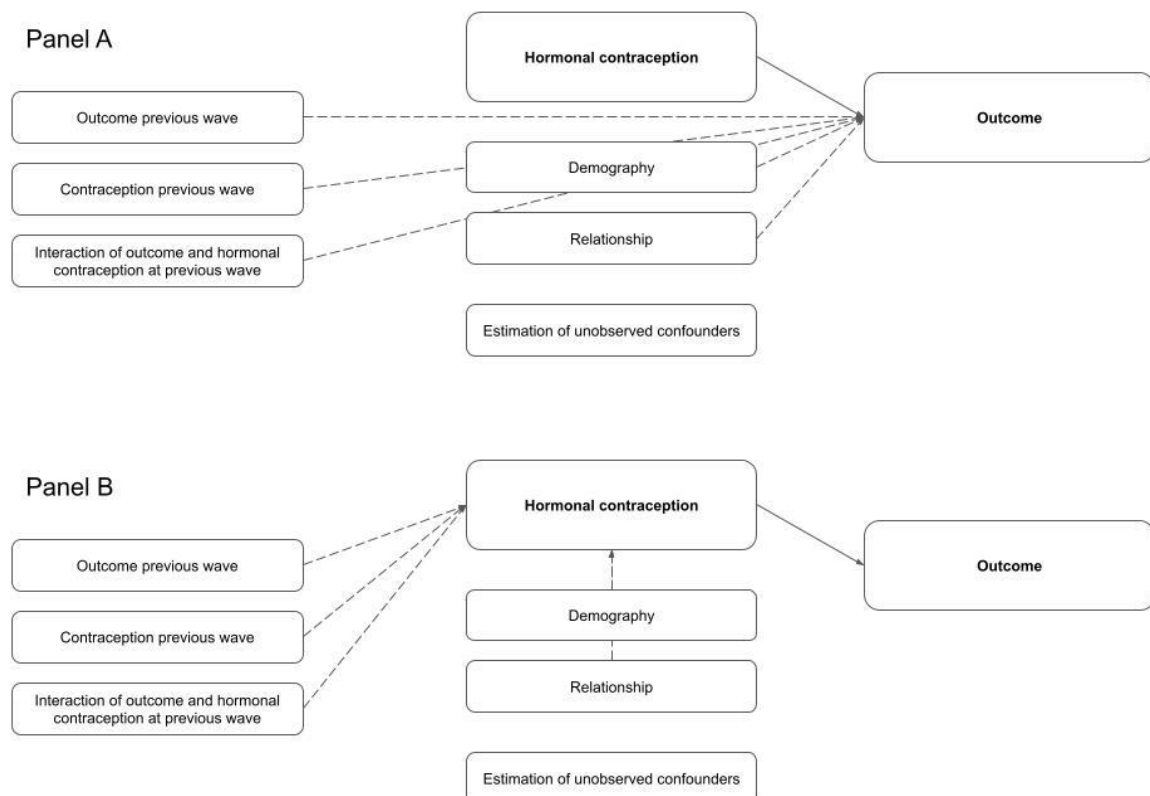 Panel A
Hormonal contraception
Outcome previous wave
Outcome
Contraception previous wave
Demography
Interaction of outcome and hormonal
contraception at previous wave
Relationship
Estimation of unobserved confounders
Panel B
Hormonal contraception
Outcome previous wave
Outcome
Contraception previous wave
Demography
Interaction of outcome and hormonal
contraception at previous wave
Relationship
Estimation of unobserved confounders